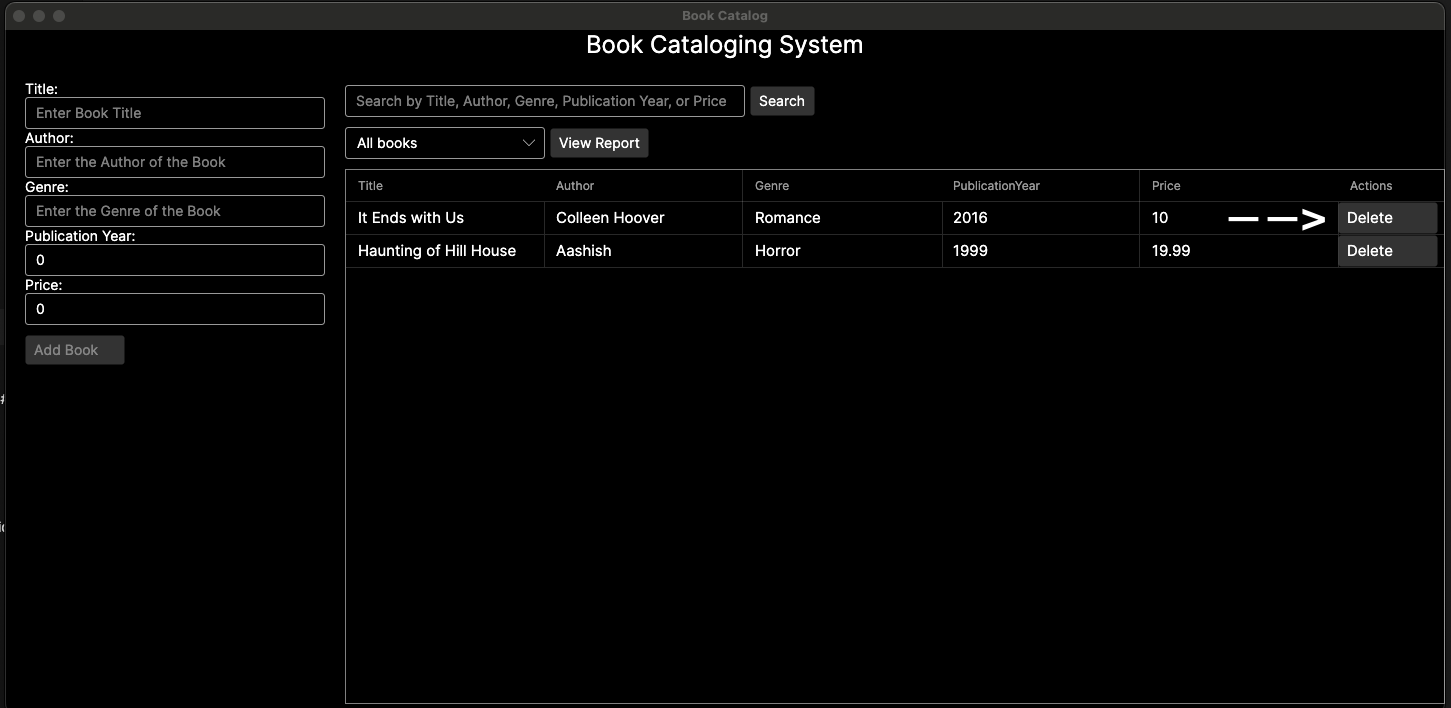 Book Catalog
Book Cataloging System
Title:
Enter Book Title
Author:
Enter the Author of the Book
Genre:
Enter the Genre of the Book
Publication Year:
0
Price:
0
Add Book
Search by Title, Author, Genre, Publication Year, or Price Search
All books View Report
Title Author Genre PublicationYear Price Actions
It Ends with Us Colleen Hoover Romance 2016 10 — —> Delete
Haunting of Hill House Aashish Horror 1999 19.99 Delete